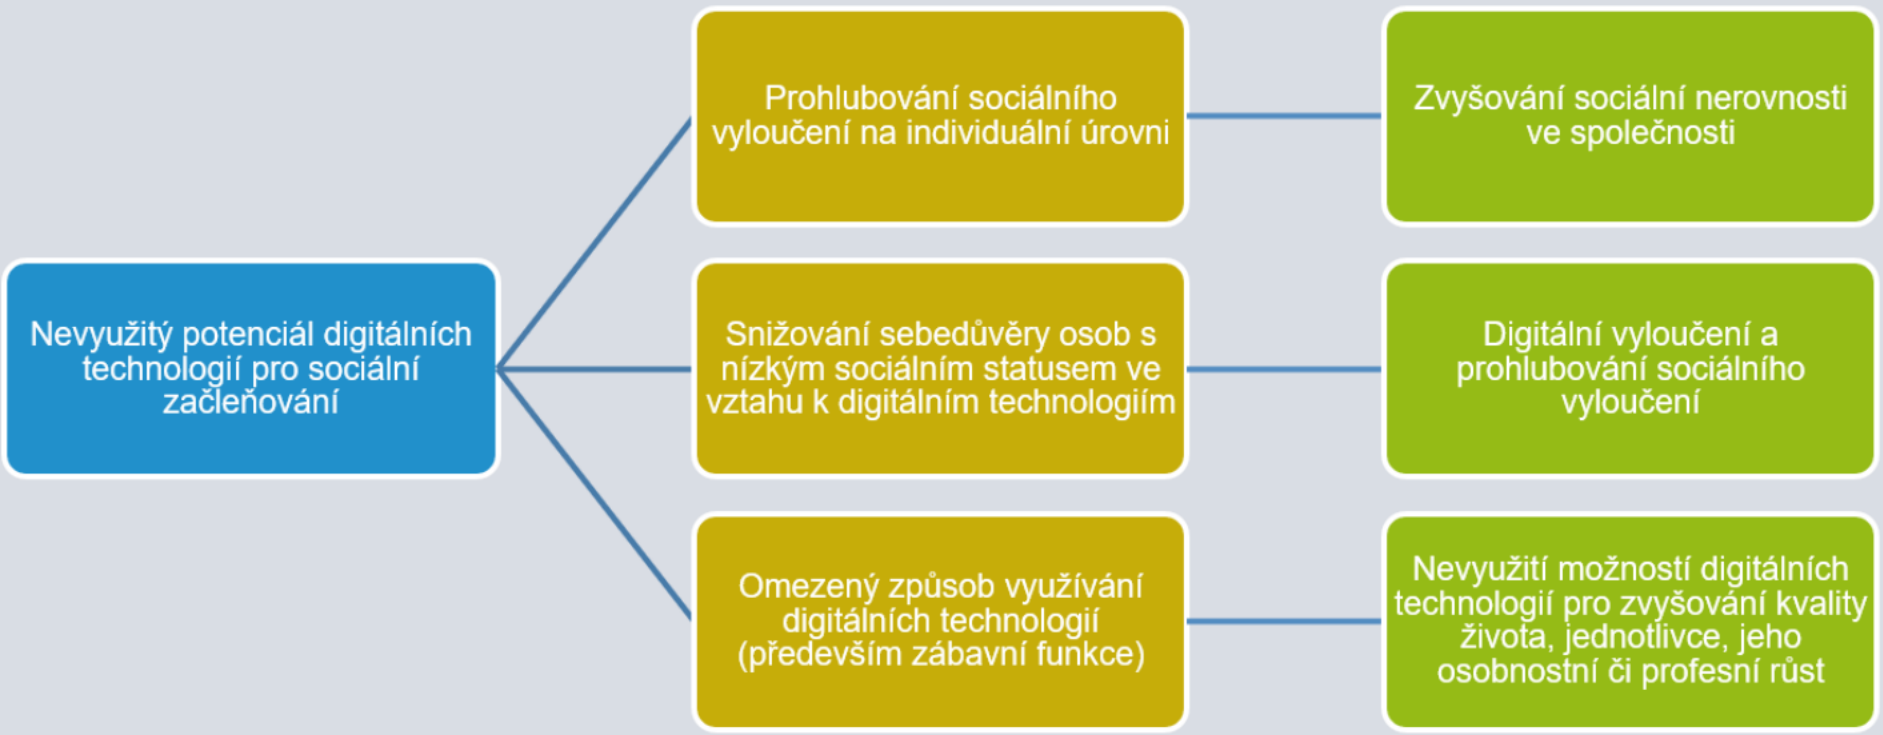 Nevyužitý potenciál digitálních
technologií pro sociální
začleňování
Prohlubování sociálního
vyloučení na individuální úrovni
Zvyšování sociální nerovnosti
ve společnosti
Snižování sebedůvěry osob s
nízkým sociálním statusem ve
vztahu k digitálním technologiím
Digitální vyloučení a
prohlubování sociálního
vyloučení
Omezený způsob využívání
digitálních technologií
(především zábavní funkce)
Nevyužití možností digitálních
technologií pro zvyšování kvality
života, jednotlivce, jeho
osobnostní či profesní růst